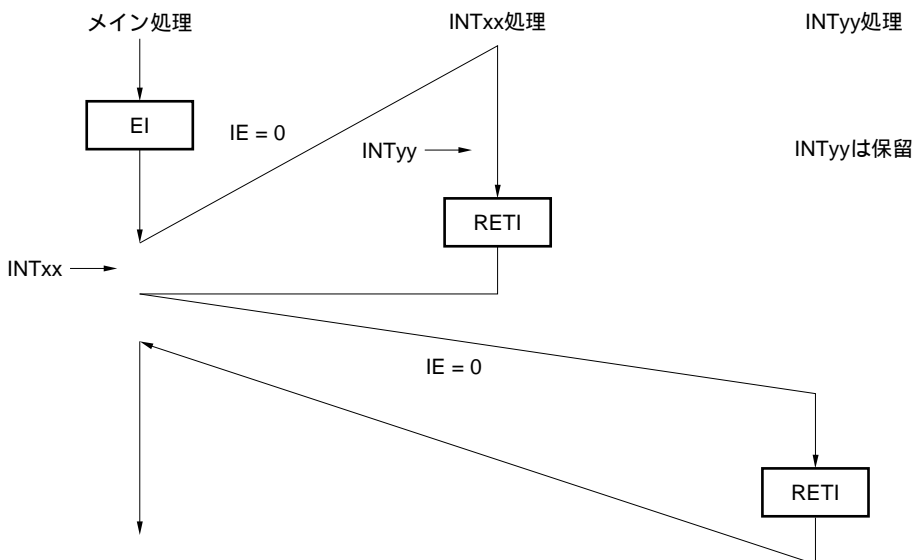 メイン処理
INTxx処理
INTyy処理
EI
IE = 0
INTyy
INTyyは保留
RETI
INTxx
IE = 0
RETI